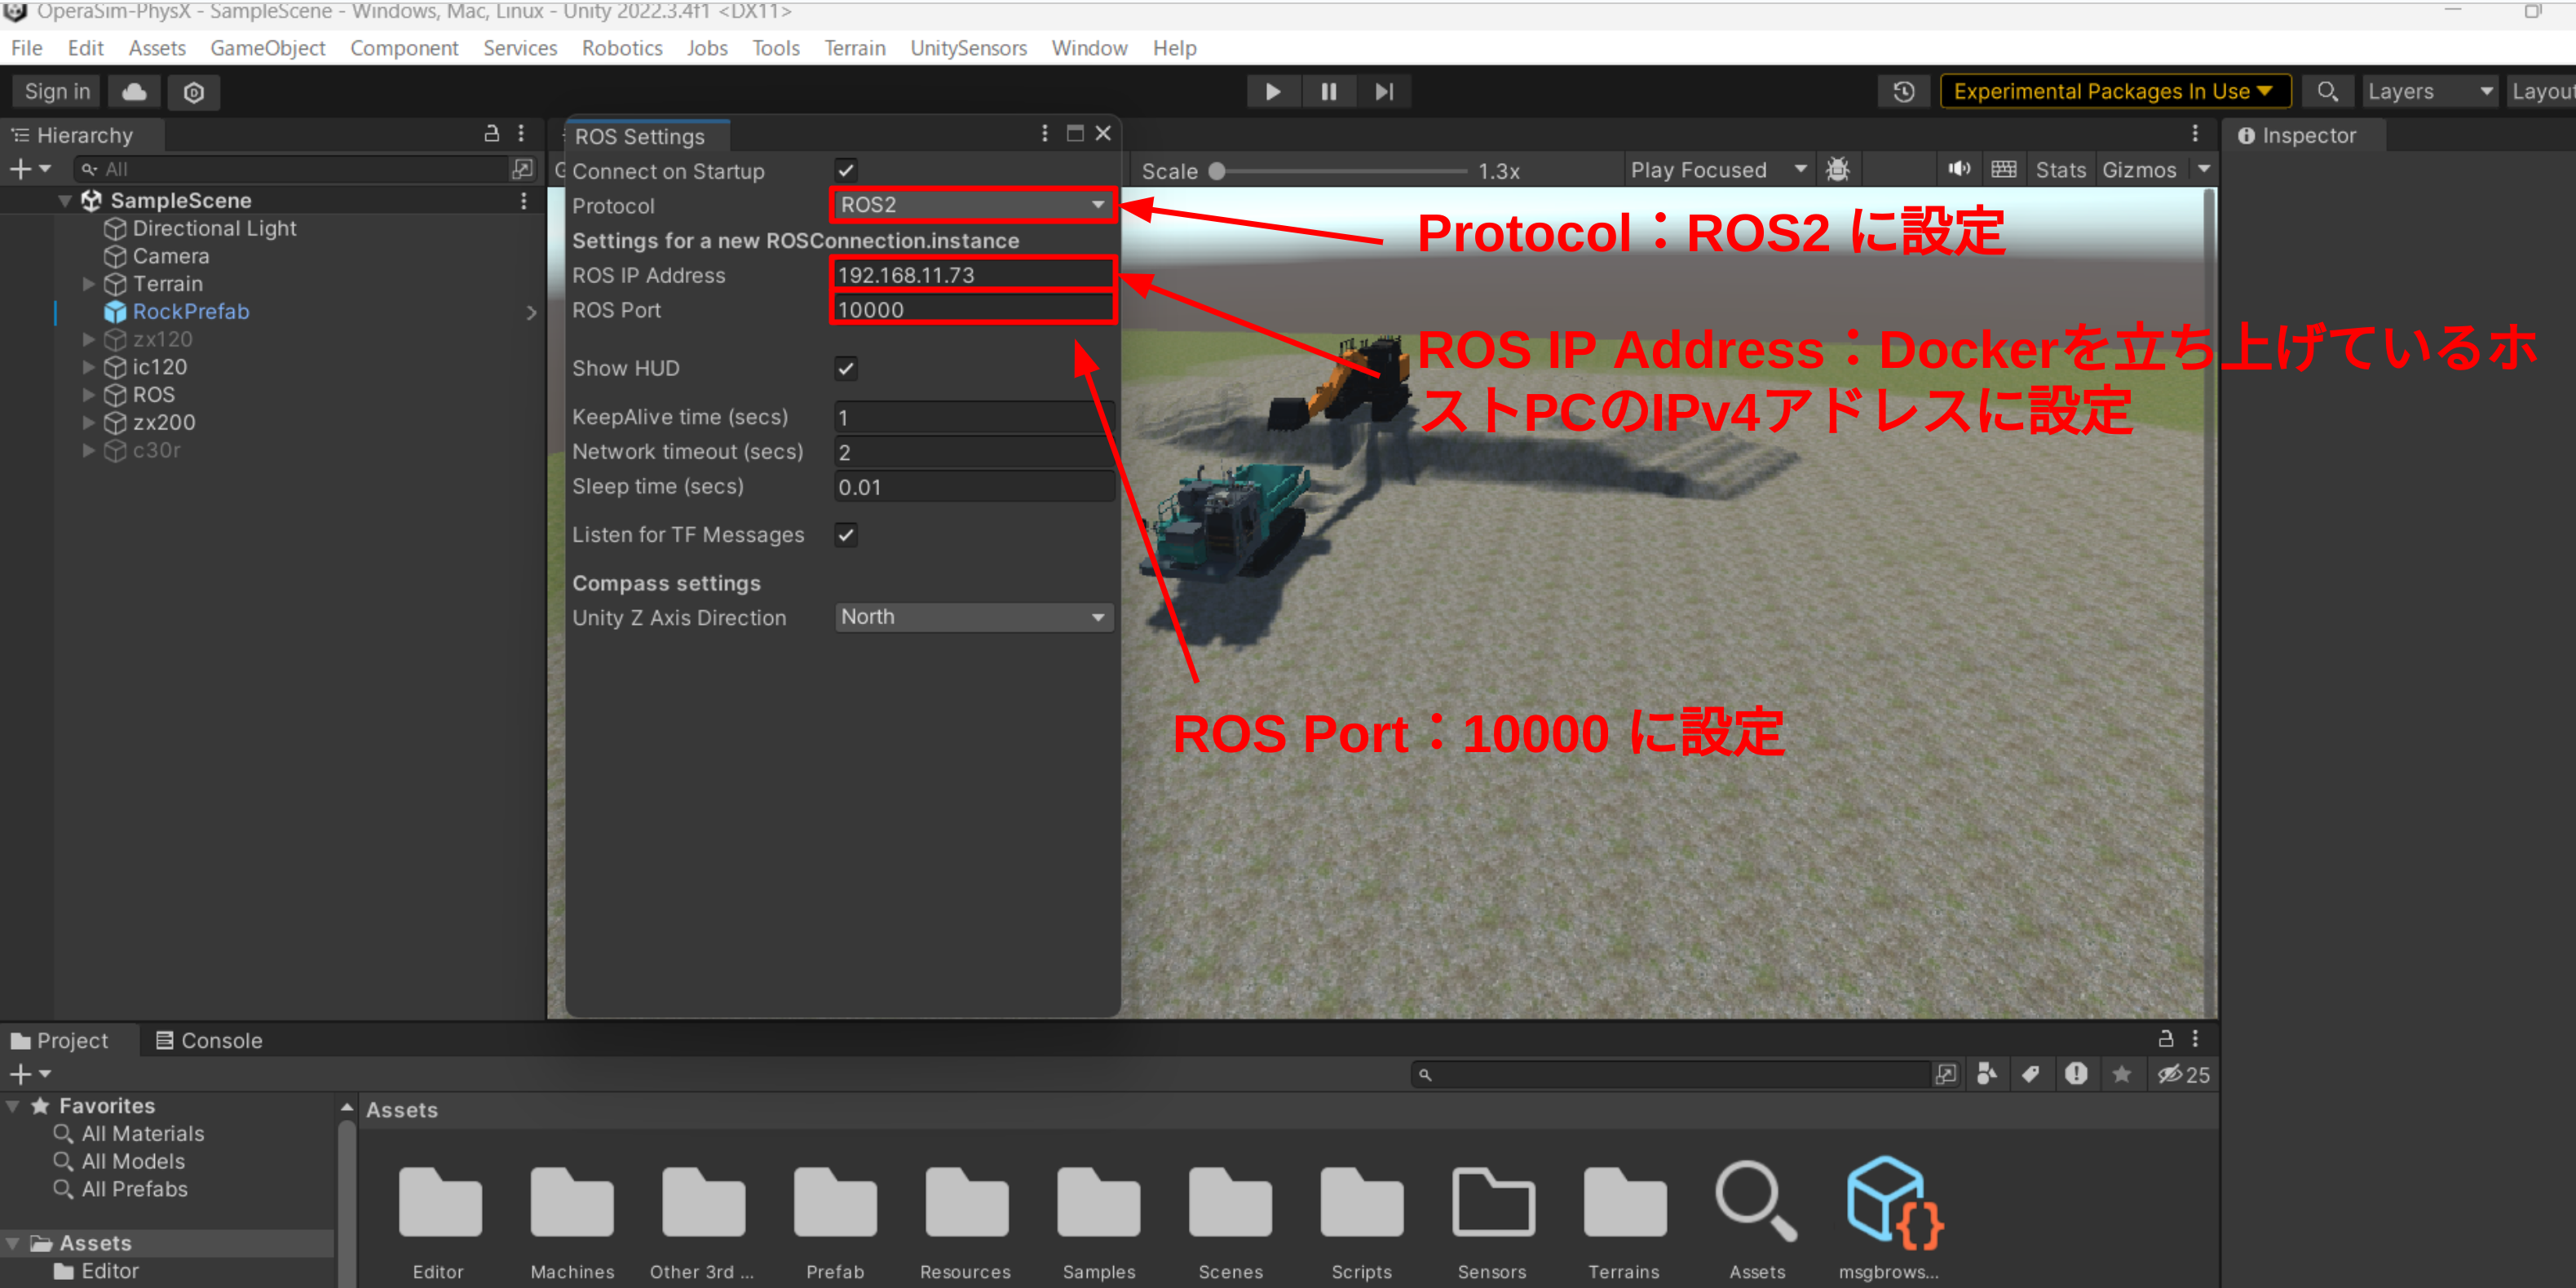 OperaSim-PhysX - SampleScene - Windows, Mac, Linux - Unity 2022.3.4f1 <DX11>
File Edit Assets GameObject Component Services Robotics Jobs Tools Terrain UnitySensors Window Help
Sign in
Experimental Packages In Use
Layers
Layout
Hierarchy
All
SampleScene
Directional Light
Camera
Terrain
RockPrefab
zx120
ic120
ROS
zx200
c30r
ROS Settings
Connect on Startup
Protocol ROS2
Settings for a new ROSConnection.instance
ROS IP Address 192.168.11.73
ROS Port 10000
Show HUD
KeepAlive time (secs) 1
Network timeout (secs) 2
Sleep time (secs) 0.01
Listen for TF Messages
Compass settings
Unity Z Axis Direction North
Scale 1.3x Play Focused Stats Gizmos
Inspector
Protocol：ROS2 に設定
ROS IP Address：Dockerを立ち上げているホ
ストPCのIPv4アドレスに設定
ROS Port：10000 に設定
Project Console
25
Favorites
All Materials
All Models
All Prefabs
Assets
Editor
Assets
Editor Machines Other 3rd ... Prefab Resources Samples Scenes Scripts Sensors Terrains Assets msgbrows...